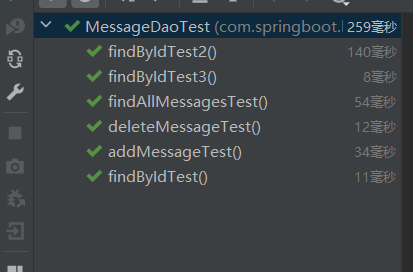 MessageDaoTest (com.springboot. 259毫秒
findByIdTest2() 140毫秒
findByIdTest3() 8毫秒
findAllMessagesTest() 54毫秒
deleteMessageTest() 12毫秒
addMessageTest() 34毫秒
findByIdTest() 11毫秒